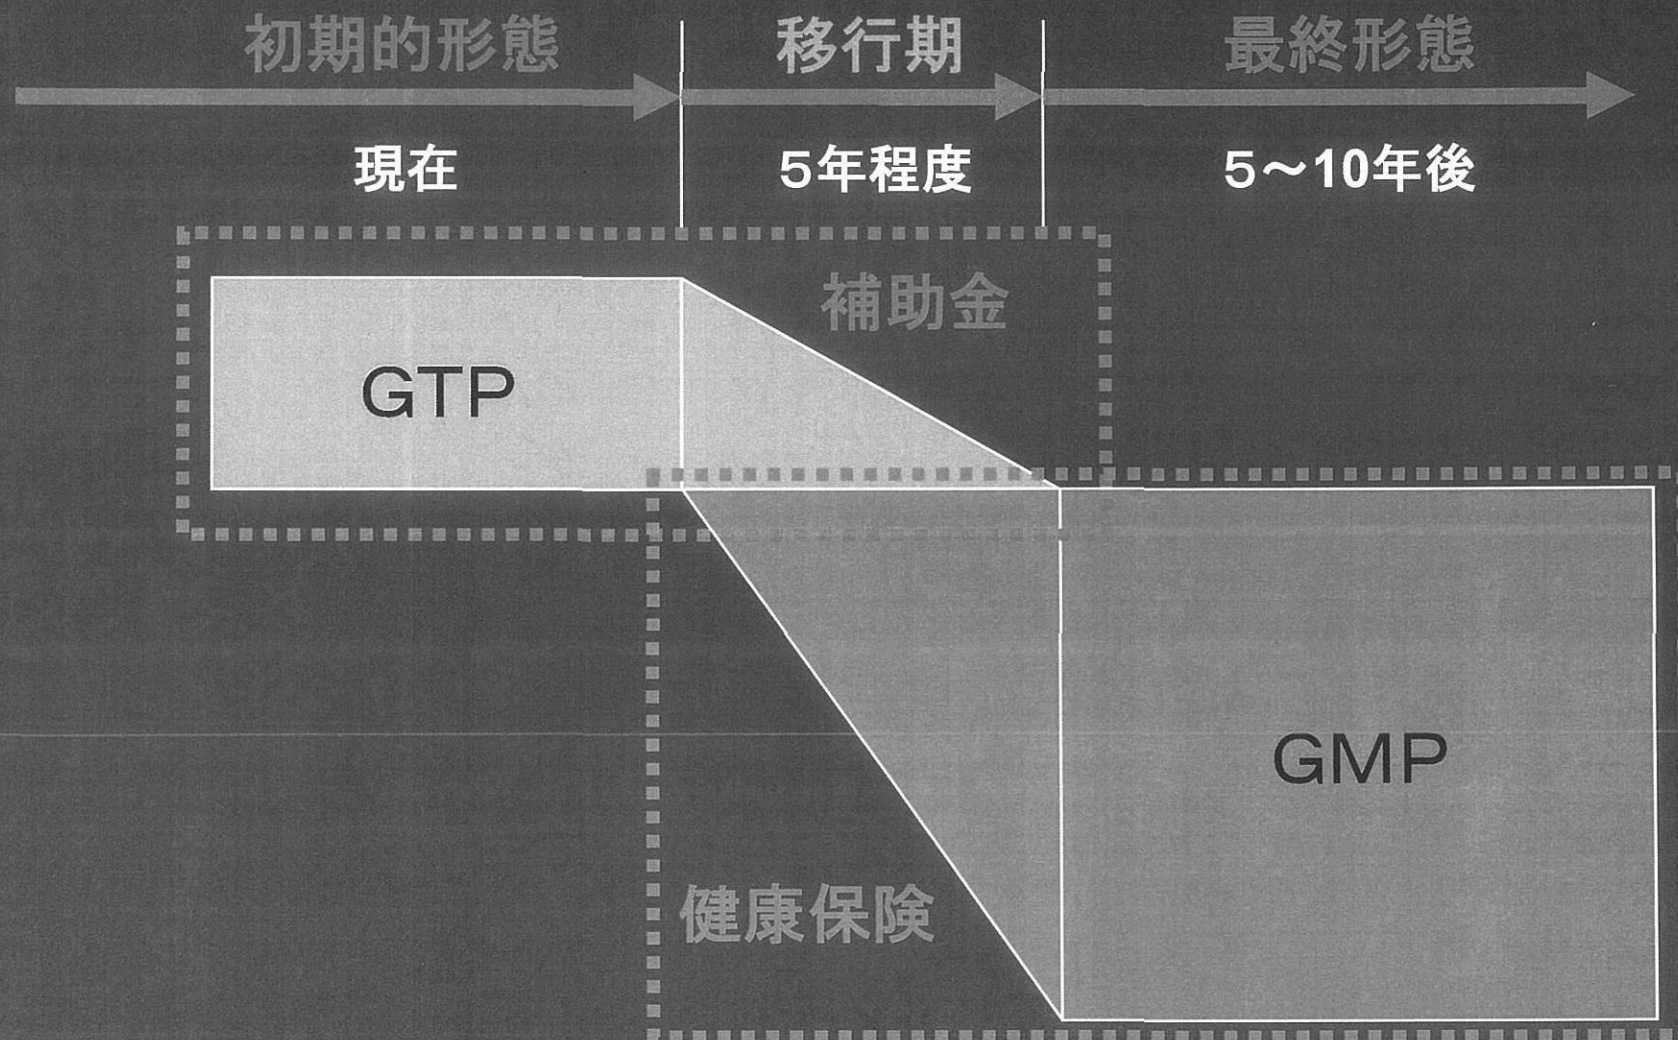 初期的形態 移行期 最終形態
現在 5年程度 5～10年後
補助金
GTP
GMP
健康保険